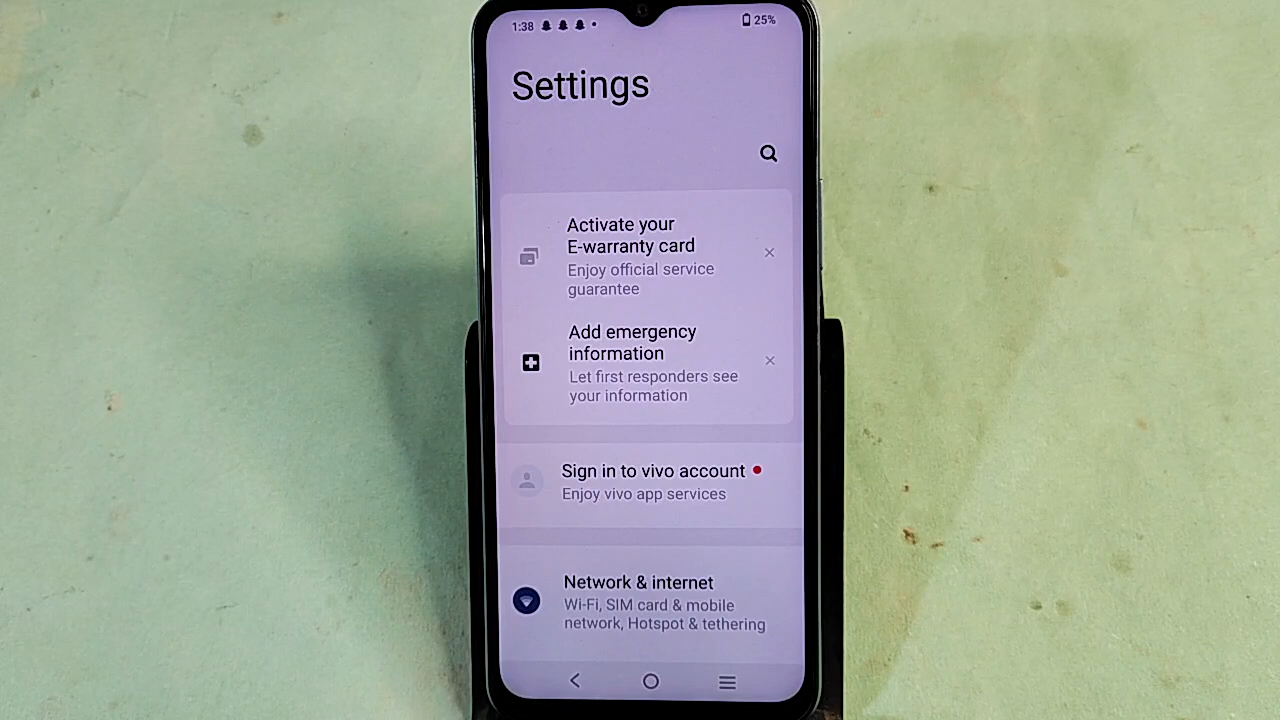 1:38
25%
Settings
Activate your
E-warranty card
Enjoy official service
guarantee
Add emergency
information
Let first responders see
your information
Sign in to vivo account
Enjoy vivo app services
Network & internet
Wi-Fi, SIM card & mobile
network, Hotspot & tethering